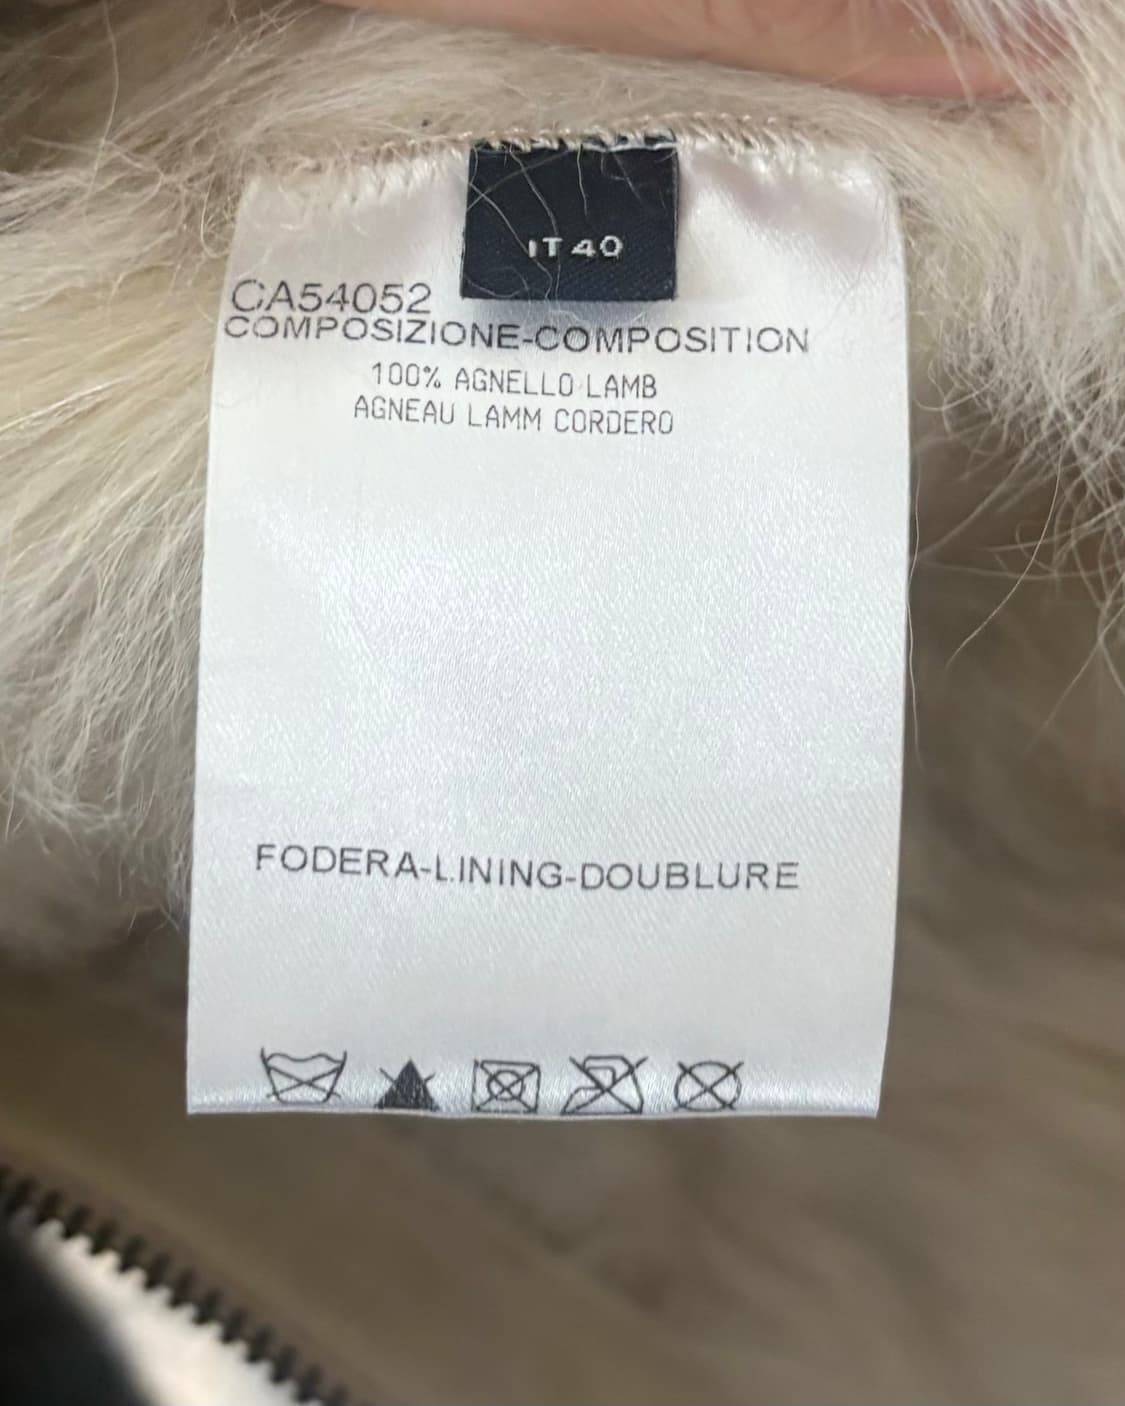 IT 40
CA54052
COMPOSIZIONE-COMPOSITION
100% AGNELLO LAMB
AGNEAU LAMM CORDERO
FODERA-LINING-DOUBLURE